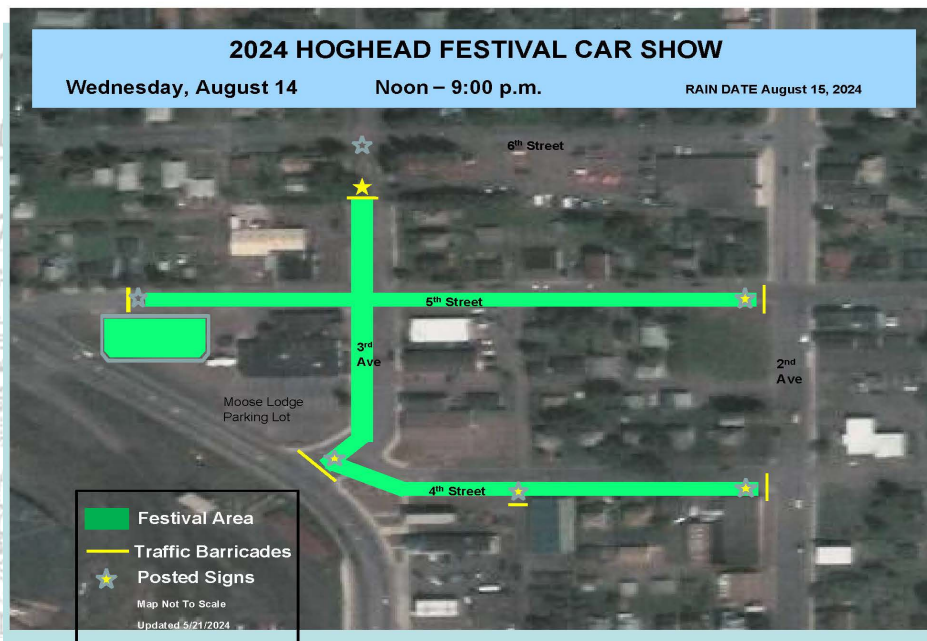 2024 HOGHEAD FESTIVAL CAR SHOW
Wednesday, August 14 Noon – 9:00 p.m. RAIN DATE August 15, 2024
6th Street
5th Street
3rd
Ave
2nd
Ave
Moose Lodge
Parking Lot
4th Street
Festival Area
Traffic Barricades
Posted Signs
Map Not To Scale
Updated 5/21/2024